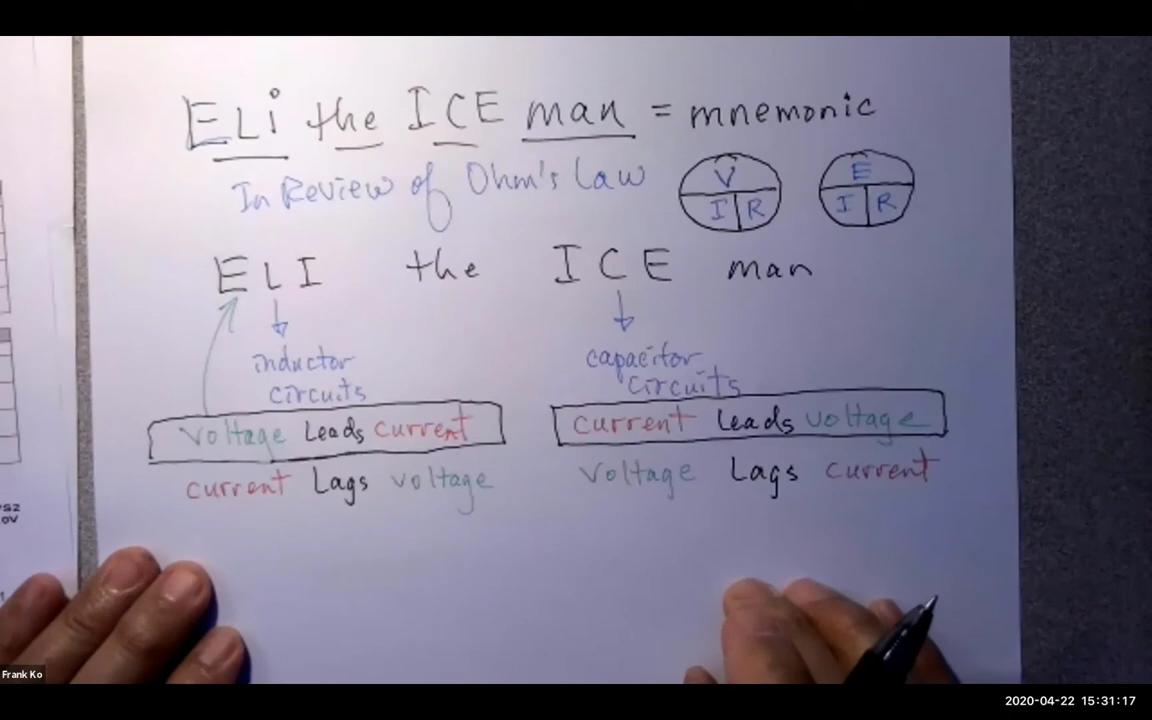 ELi the ICE man = mnemonic
In Review of Ohm's Law
V
I R
E
I R
ELI the ICE man
inductor circuits
capacitor circuits
voltage Leads current
current Leads voltage
current Lags voltage
voltage Lags current
Frank Ko
2020-04-22 15:31:17